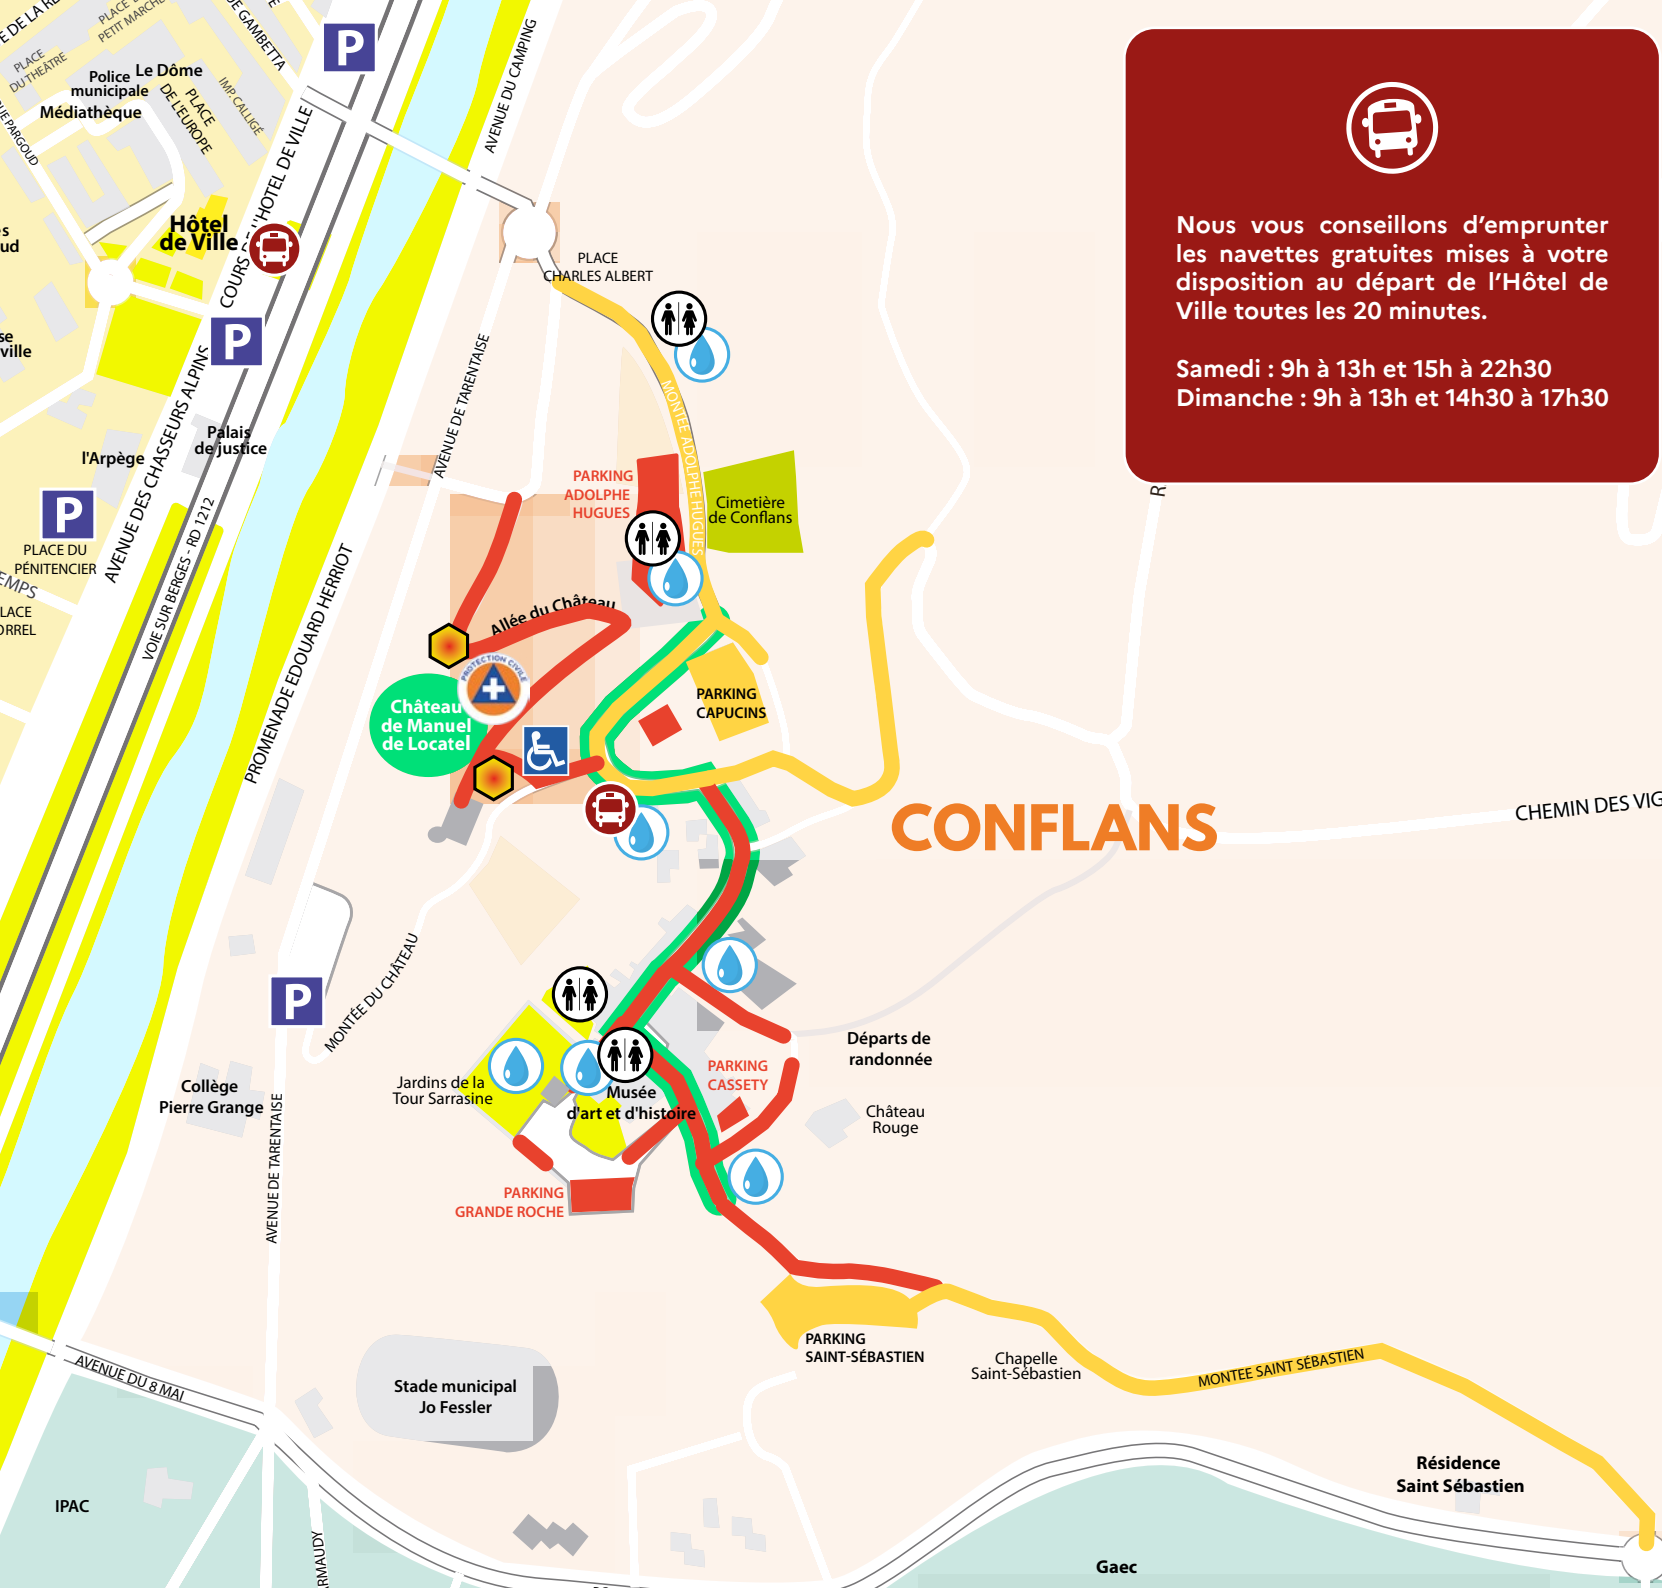 PLACE
DU THEÂTRE
PETIT MARCHÉ
GAMBETTA
Police
municipale
Le Dôme
Médiathèque
PLACE
DE L'EUROPE
IMP. CALLIGÉ
PARGOUD
Hôtel
de Ville
COURS DE L'HOTEL DE VILLE
P
AVENUE DU CAMPING
PLACE
CHARLES ALBERT
P
ville
AVENUE DES CHASSEURS ALPINS
Palais
de justice
l'Arpège
P
PLACE DU
PÉNITENCIER
VOIE SUR BERGES - RD 1212
PROMENADE EDOUARD HERRIOT
AVENUE DE TARENTAISE
MONTÉE ADOLPHE HUGUES
PARKING
ADOLPHE
HUGUES
Cimetière
de Conflans
Allée du Château
PROTECTION CIVILE
Château
de Manuel
de Locatel
PARKING
CAPUCINS
Nous vous conseillons d'emprunter
les navettes gratuites mises à votre
disposition au départ de l'Hôtel de
Ville toutes les 20 minutes.
Samedi : 9h à 13h et 15h à 22h30
Dimanche : 9h à 13h et 14h30 à 17h30
CONFLANS
CHEMIN DES VIG
MONTÉE DU CHÂTEAU
P
Collège
Pierre Grange
AVENUE DE TARENTAISE
Jardins de la
Tour Sarrasine
Musée
d'art et d'histoire
PARKING
CASSETY
Départs de
randonnée
Château
Rouge
PARKING
GRANDE ROCHE
PARKING
SAINT-SÉBASTIEN
Chapelle
Saint-Sébastien
MONTEE SAINT SÉBASTIEN
AVENUE DU 8 MAI
Stade municipal
Jo Fessler
Résidence
Saint Sébastien
IPAC
RMAUDY
Gaec